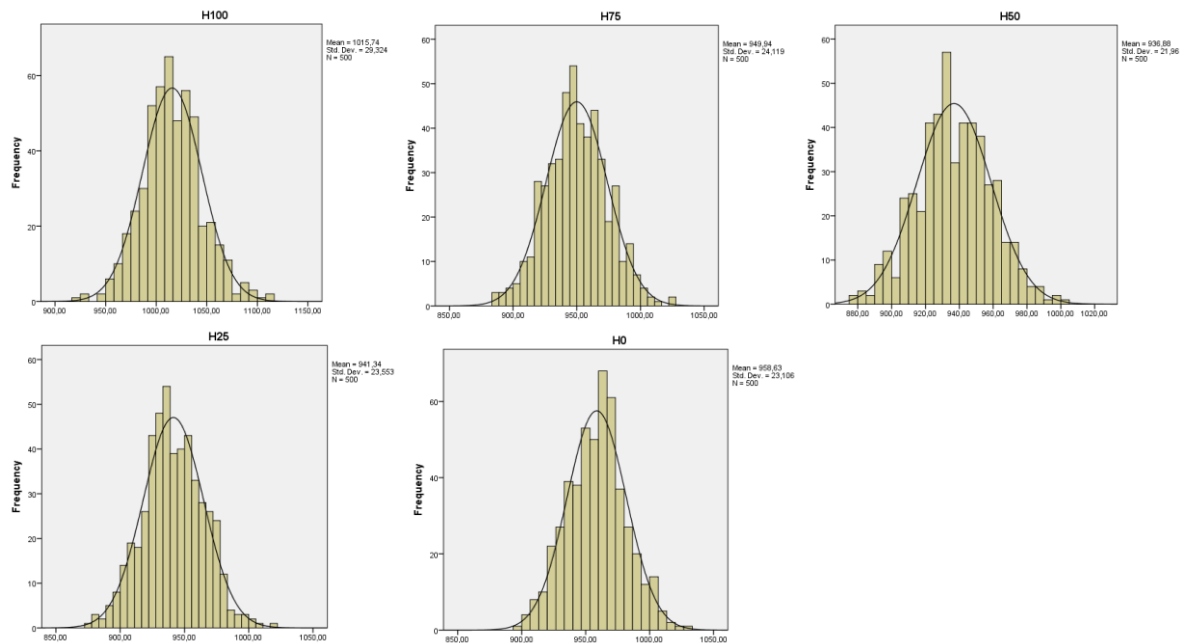 H100
Mean = 1015,74
Std. Dev. = 29,324
N = 500
Frequency
60
40
20
0
900,00 950,00 1000,00 1050,00 1100,00 1150,00
H75
Mean = 949,94
Std. Dev. = 24,119
N = 500
Frequency
60
50
40
30
20
10
0
850,00 900,00 950,00 1000,00 1050,00
H50
Mean = 936,88
Std. Dev. = 21,96
N = 500
Frequency
60
50
40
30
20
10
0
880,00 900,00 920,00 940,00 960,00 980,00 1000,00 1020,00
H25
Mean = 941,34
Std. Dev. = 23,553
N = 500
Frequency
60
50
40
30
20
10
0
850,00 900,00 950,00 1000,00 1050,00
H0
Mean = 958,63
Std. Dev. = 23,106
N = 500
Frequency
60
40
20
0
850,00 900,00 950,00 1000,00 1050,00